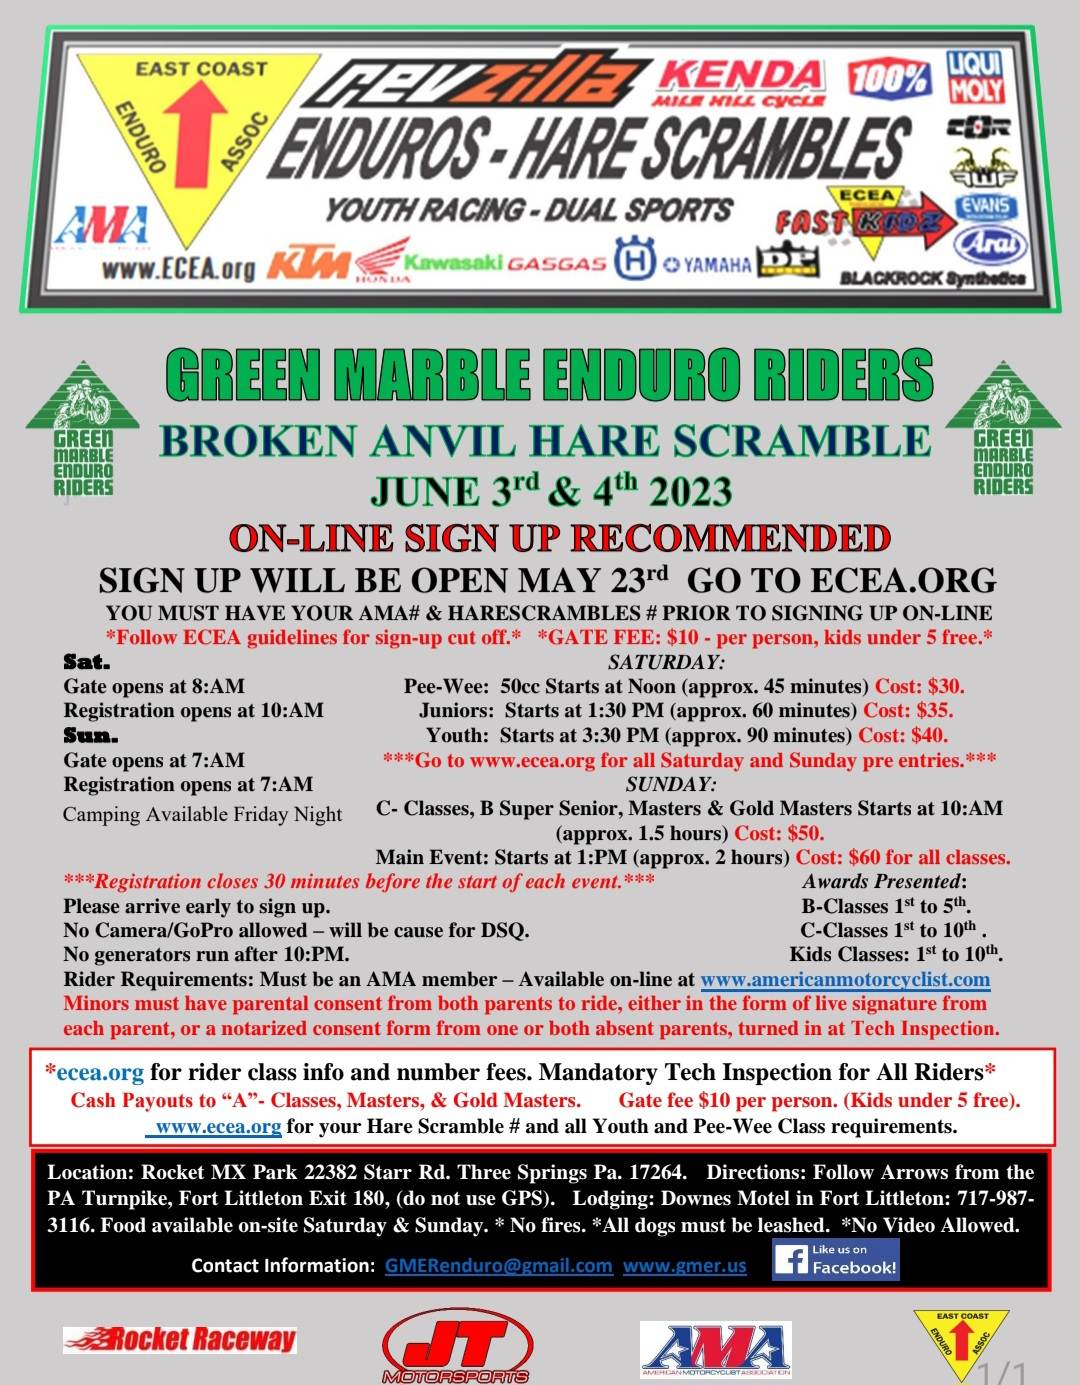 EAST COAST
ENDURO
ASSOC
AMA
www.ECEA.org
revzilla
KENDA
MILE HILL CYCLE
100%
LIQUI
MOLY
ENDUROS - HARE SCRAMBLES
YOUTH RACING - DUAL SPORTS
ECEA
FAST KIDZ
EVANS
Arai
KTM
HONDA
Kawasaki
GASGAS
H
YAMAHA
DP
BLACKROCK Synthetics
GREEN MARBLE ENDURO RIDERS
GREEN
MARBLE
ENDURO
RIDERS
GREEN
MARBLE
ENDURO
RIDERS
BROKEN ANVIL HARE SCRAMBLE
JUNE 3rd & 4th 2023
ON-LINE SIGN UP RECOMMENDED
SIGN UP WILL BE OPEN MAY 23rd GO TO ECEA.ORG
YOU MUST HAVE YOUR AMA# & HARESCRAMBLES # PRIOR TO SIGNING UP ON-LINE
*Follow ECEA guidelines for sign-up cut off.* *GATE FEE: $10 - per person, kids under 5 free.*
Sat.
Gate opens at 8:AM
Registration opens at 10:AM
Sun.
Gate opens at 7:AM
Registration opens at 7:AM
Camping Available Friday Night
SATURDAY:
Pee-Wee: 50cc Starts at Noon (approx. 45 minutes) Cost: $30.
Juniors: Starts at 1:30 PM (approx. 60 minutes) Cost: $35.
Youth: Starts at 3:30 PM (approx. 90 minutes) Cost: $40.
***Go to www.ecea.org for all Saturday and Sunday pre entries.***
SUNDAY:
C- Classes, B Super Senior, Masters & Gold Masters Starts at 10:AM
(approx. 1.5 hours) Cost: $50.
Main Event: Starts at 1:PM (approx. 2 hours) Cost: $60 for all classes.
***Registration closes 30 minutes before the start of each event.***
Please arrive early to sign up.
No Camera/GoPro allowed – will be cause for DSQ.
No generators run after 10:PM.
Awards Presented:
B-Classes 1st to 5th.
C-Classes 1st to 10th .
Kids Classes: 1st to 10th.
Rider Requirements: Must be an AMA member – Available on-line at www.americanmotorcyclist.com
Minors must have parental consent from both parents to ride, either in the form of live signature from
each parent, or a notarized consent form from one or both absent parents, turned in at Tech Inspection.
*ecea.org for rider class info and number fees. Mandatory Tech Inspection for All Riders*
Cash Payouts to “A”- Classes, Masters, & Gold Masters. Gate fee $10 per person. (Kids under 5 free).
www.ecea.org for your Hare Scramble # and all Youth and Pee-Wee Class requirements.
Location: Rocket MX Park 22382 Starr Rd. Three Springs Pa. 17264. Directions: Follow Arrows from the
PA Turnpike, Fort Littleton Exit 180, (do not use GPS). Lodging: Downes Motel in Fort Littleton: 717-987-
3116. Food available on-site Saturday & Sunday. * No fires. *All dogs must be leashed. *No Video Allowed.
Contact Information: GMERenduro@gmail.com www.gmer.us
f Like us on
Facebook!
Rocket Raceway
JT
MOTORSPORTS
AMA
AMERICAN MOTORCYCLIST ASSOCIATION
EAST COAST
ENDURO
ASSOC
1/1